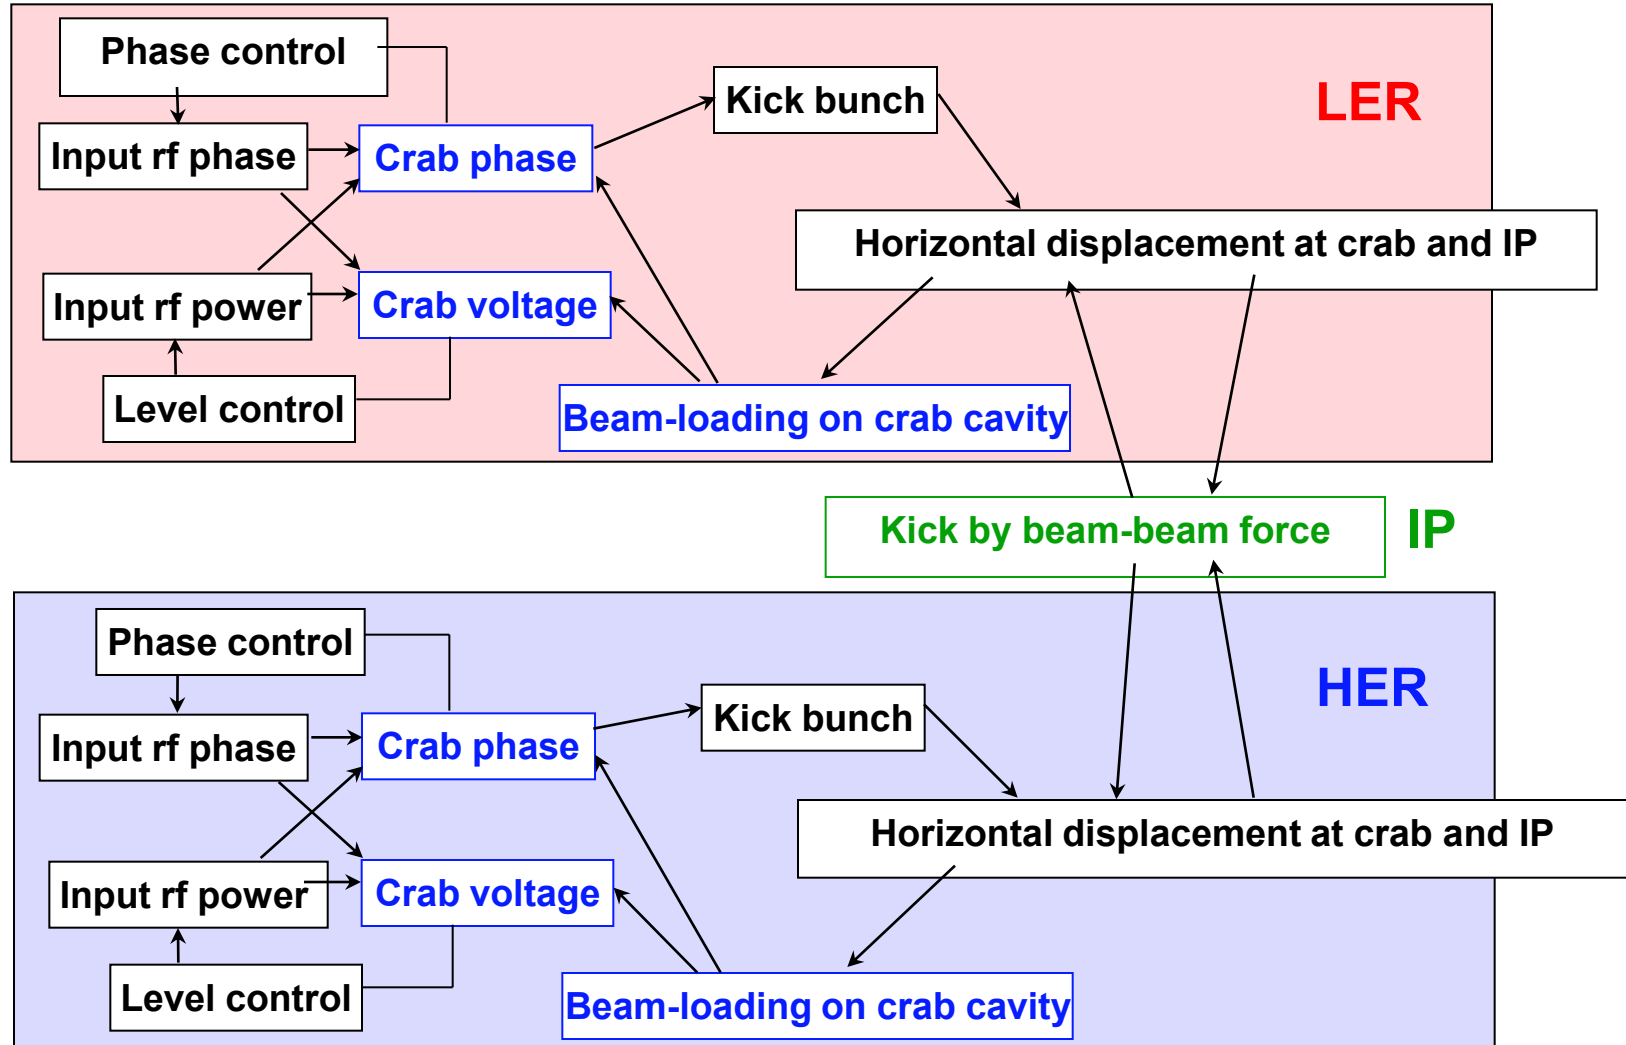 Phase control
Kick bunch
LER
Input rf phase
Crab phase
Horizontal displacement at crab and IP
Input rf power
Crab voltage
Level control
Beam-loading on crab cavity
Kick by beam-beam force
IP
Phase control
HER
Kick bunch
Input rf phase
Crab phase
Horizontal displacement at crab and IP
Input rf power
Crab voltage
Level control
Beam-loading on crab cavity